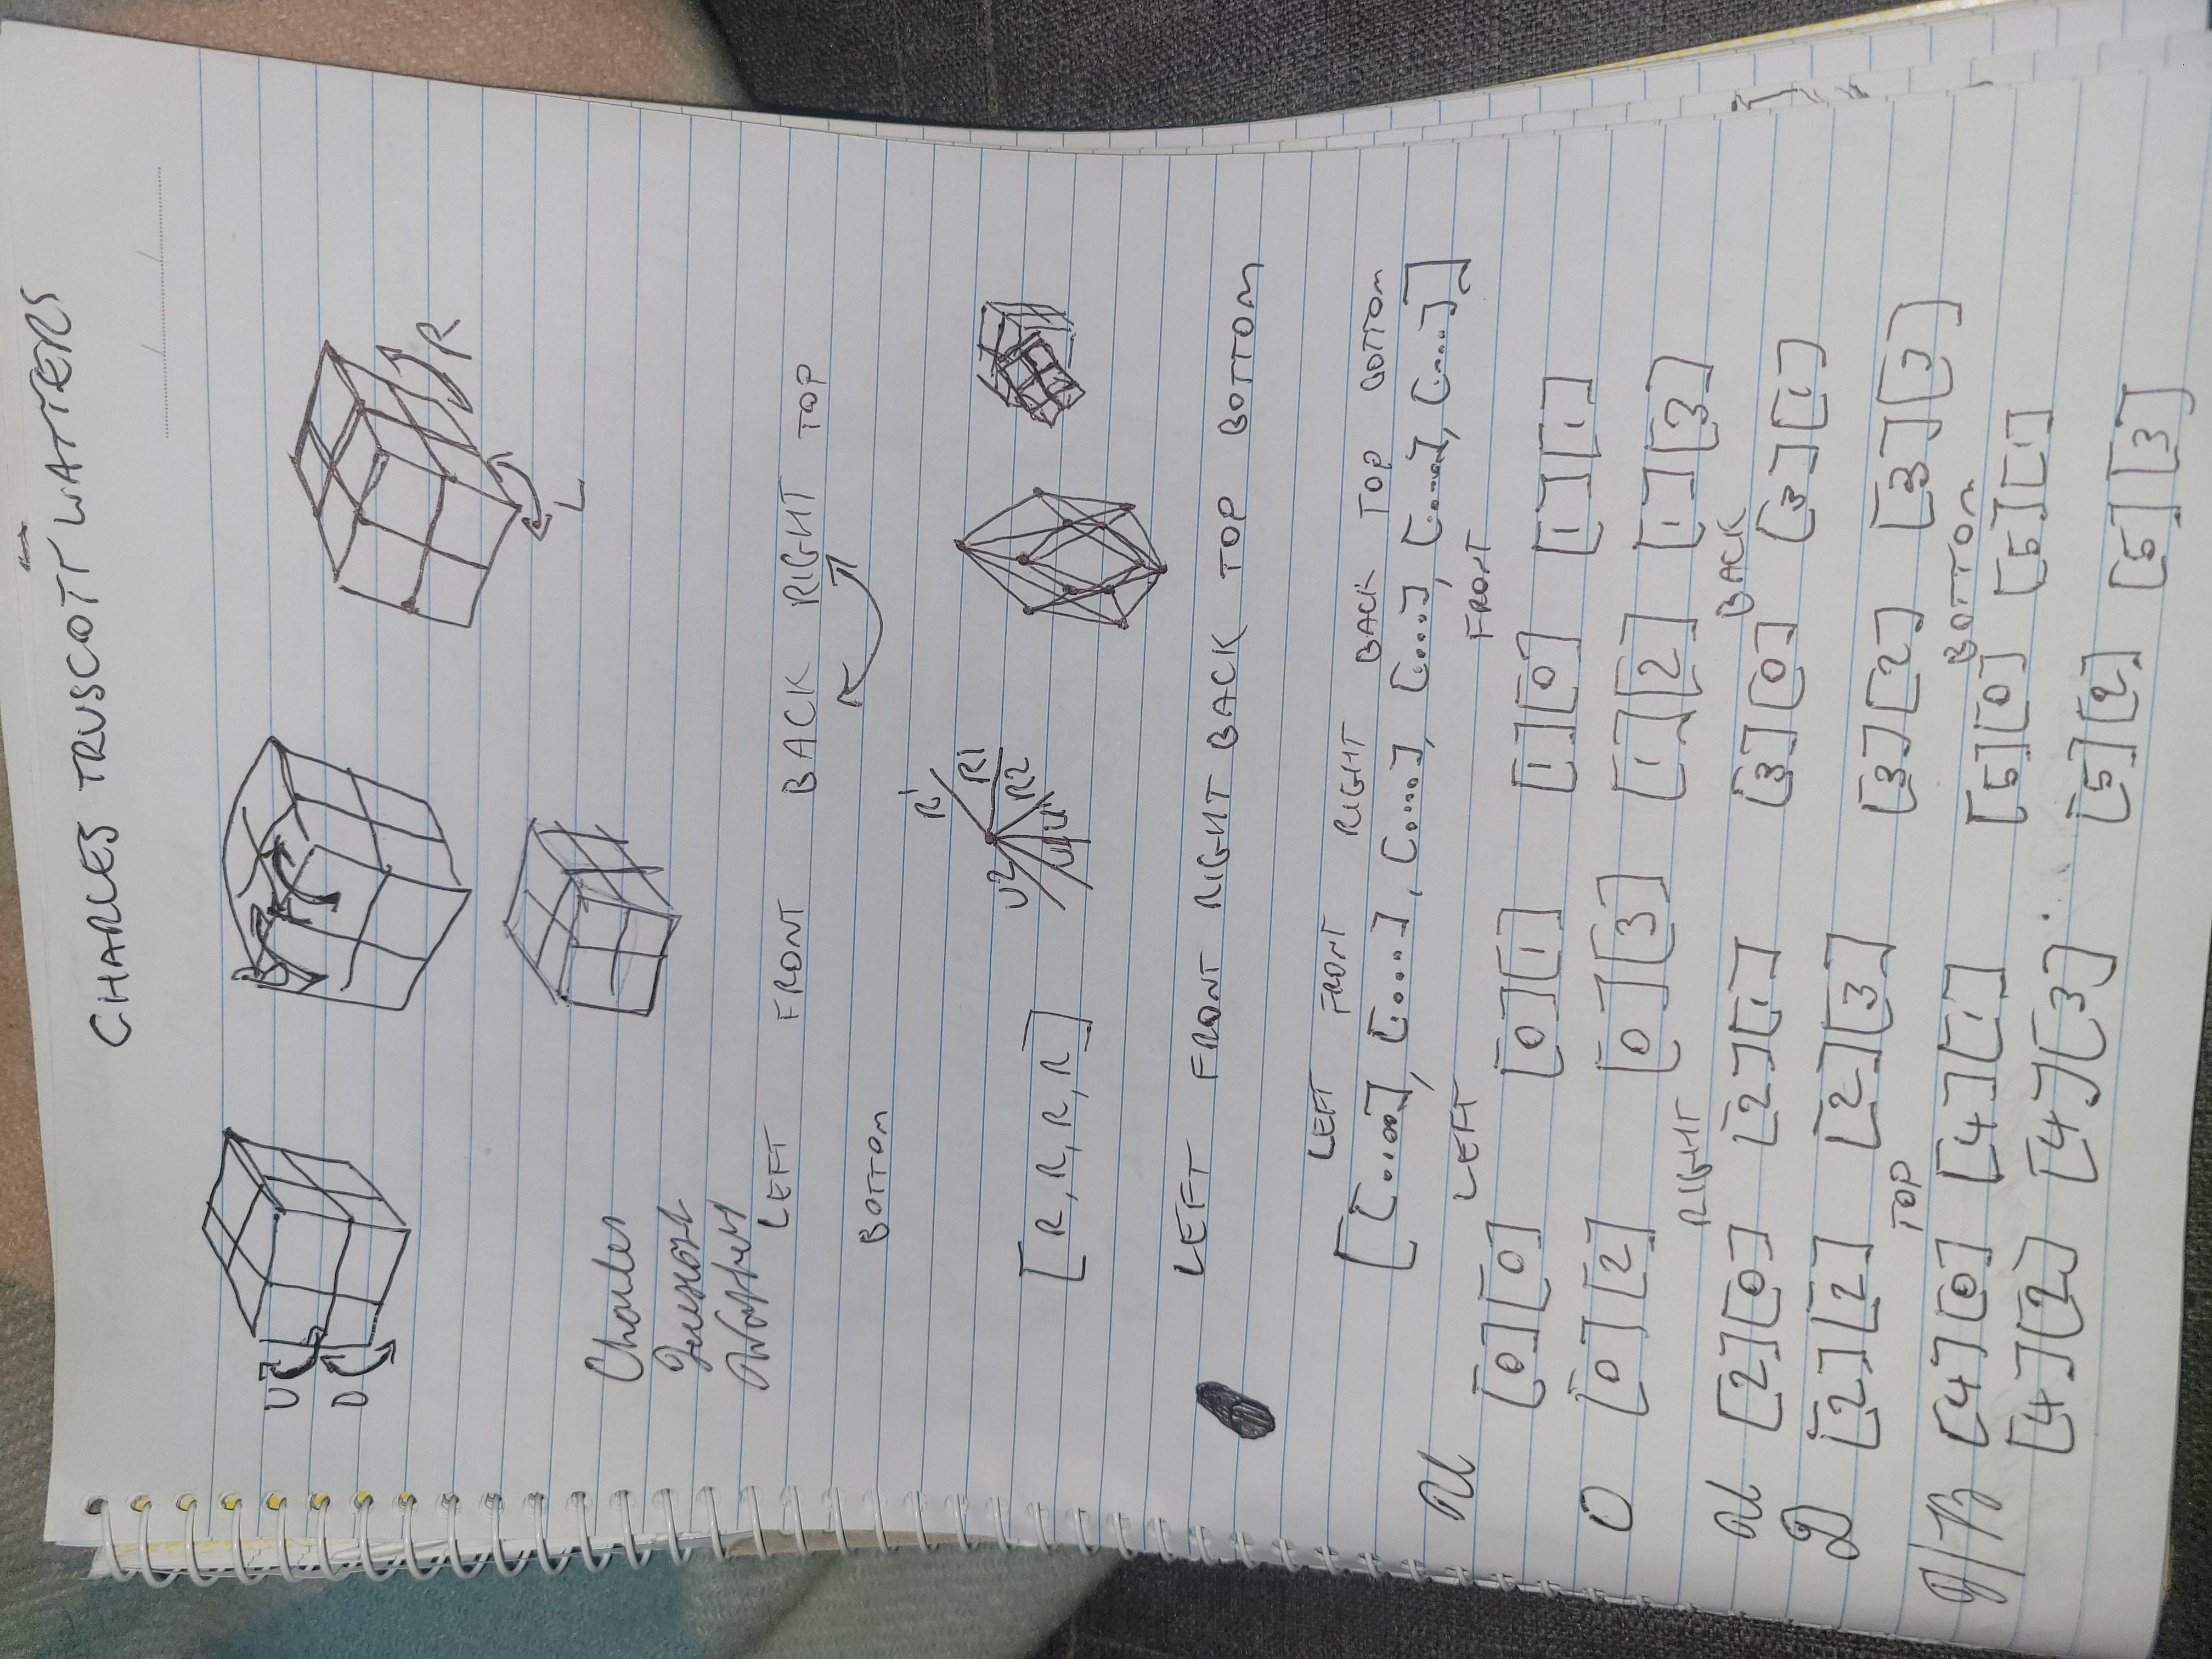 CHARLES TRUSCOTT WATTERS
U
D
R
L
Charles
Truscott
Watters
LEFT FRONT BACK RIGHT TOP
BOTTOM
R'
R1
U2 R2
U U'
[R, R, R, R]
LEFT FRONT RIGHT BACK TOP BOTTOM
LEFT FRONT RIGHT BACK TOP BOTTOM
[[....], [....], [....], [....], [....], [....]]
U LEFT FRONT
[0][0] [0][1] [1][0] [1][1]
D [0][2] [0][3] [1][2] [1][3]
RIGHT BACK
U [2][0] [2][1] [3][0] [3][1]
D [2][2] [2][3] [3][2] [3][3]
TOP BOTTOM
[4][0] [4][1] [5][0] [5][1]
[4][2] [4][3] [5][2] [5][3]